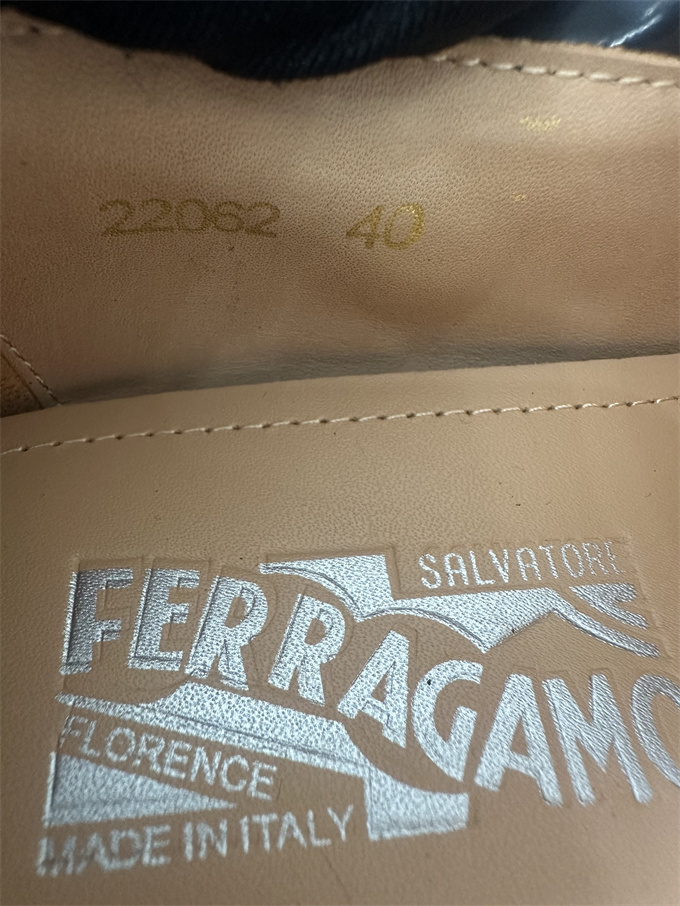 22062 40
SALVATORE
FERRAGAMO
FLORENCE
MADE IN ITALY